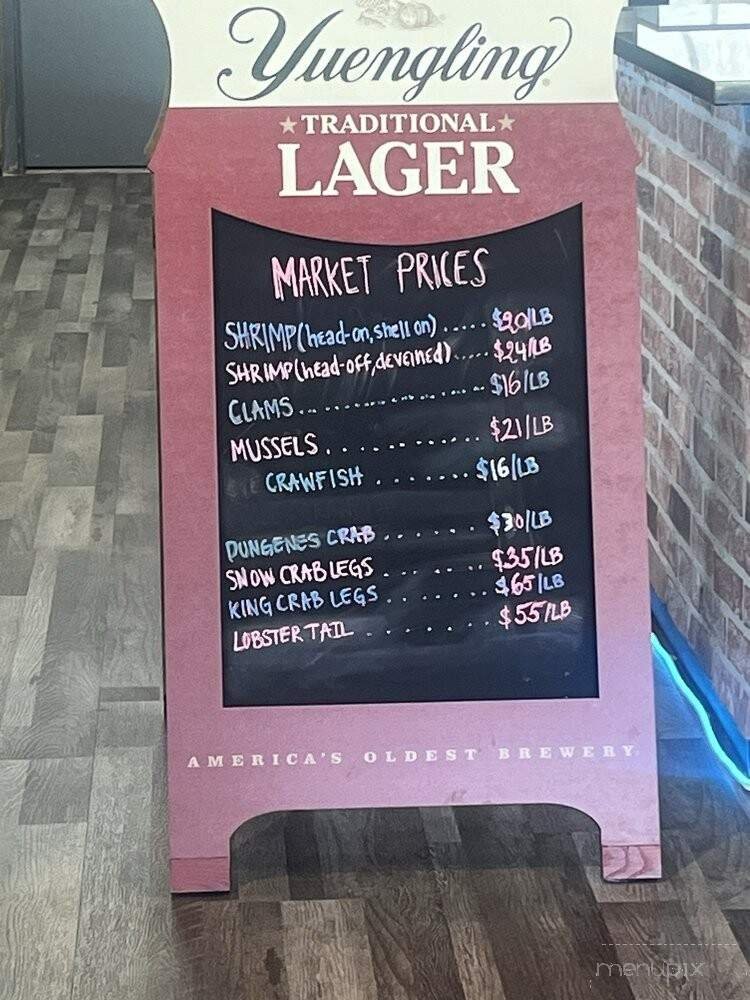 Yuengling
★TRADITIONAL★
LAGER
MARKET PRICES
SHRIMP(head-on,shell on)..... $20/LB
SHRIMP(head-off,deveined)..... $24/LB
CLAMS.................... $16/LB
MUSSELS.............. $21/LB
CRAWFISH ....... $16/LB
DUNGENES CRAB....... $30/LB
SNOW CRAB LEGS ....... $35/LB
KING CRAB LEGS ....... $65/LB
LOBSTER TAIL ........ $55/LB
AMERICA'S OLDEST BREWERY
menupix